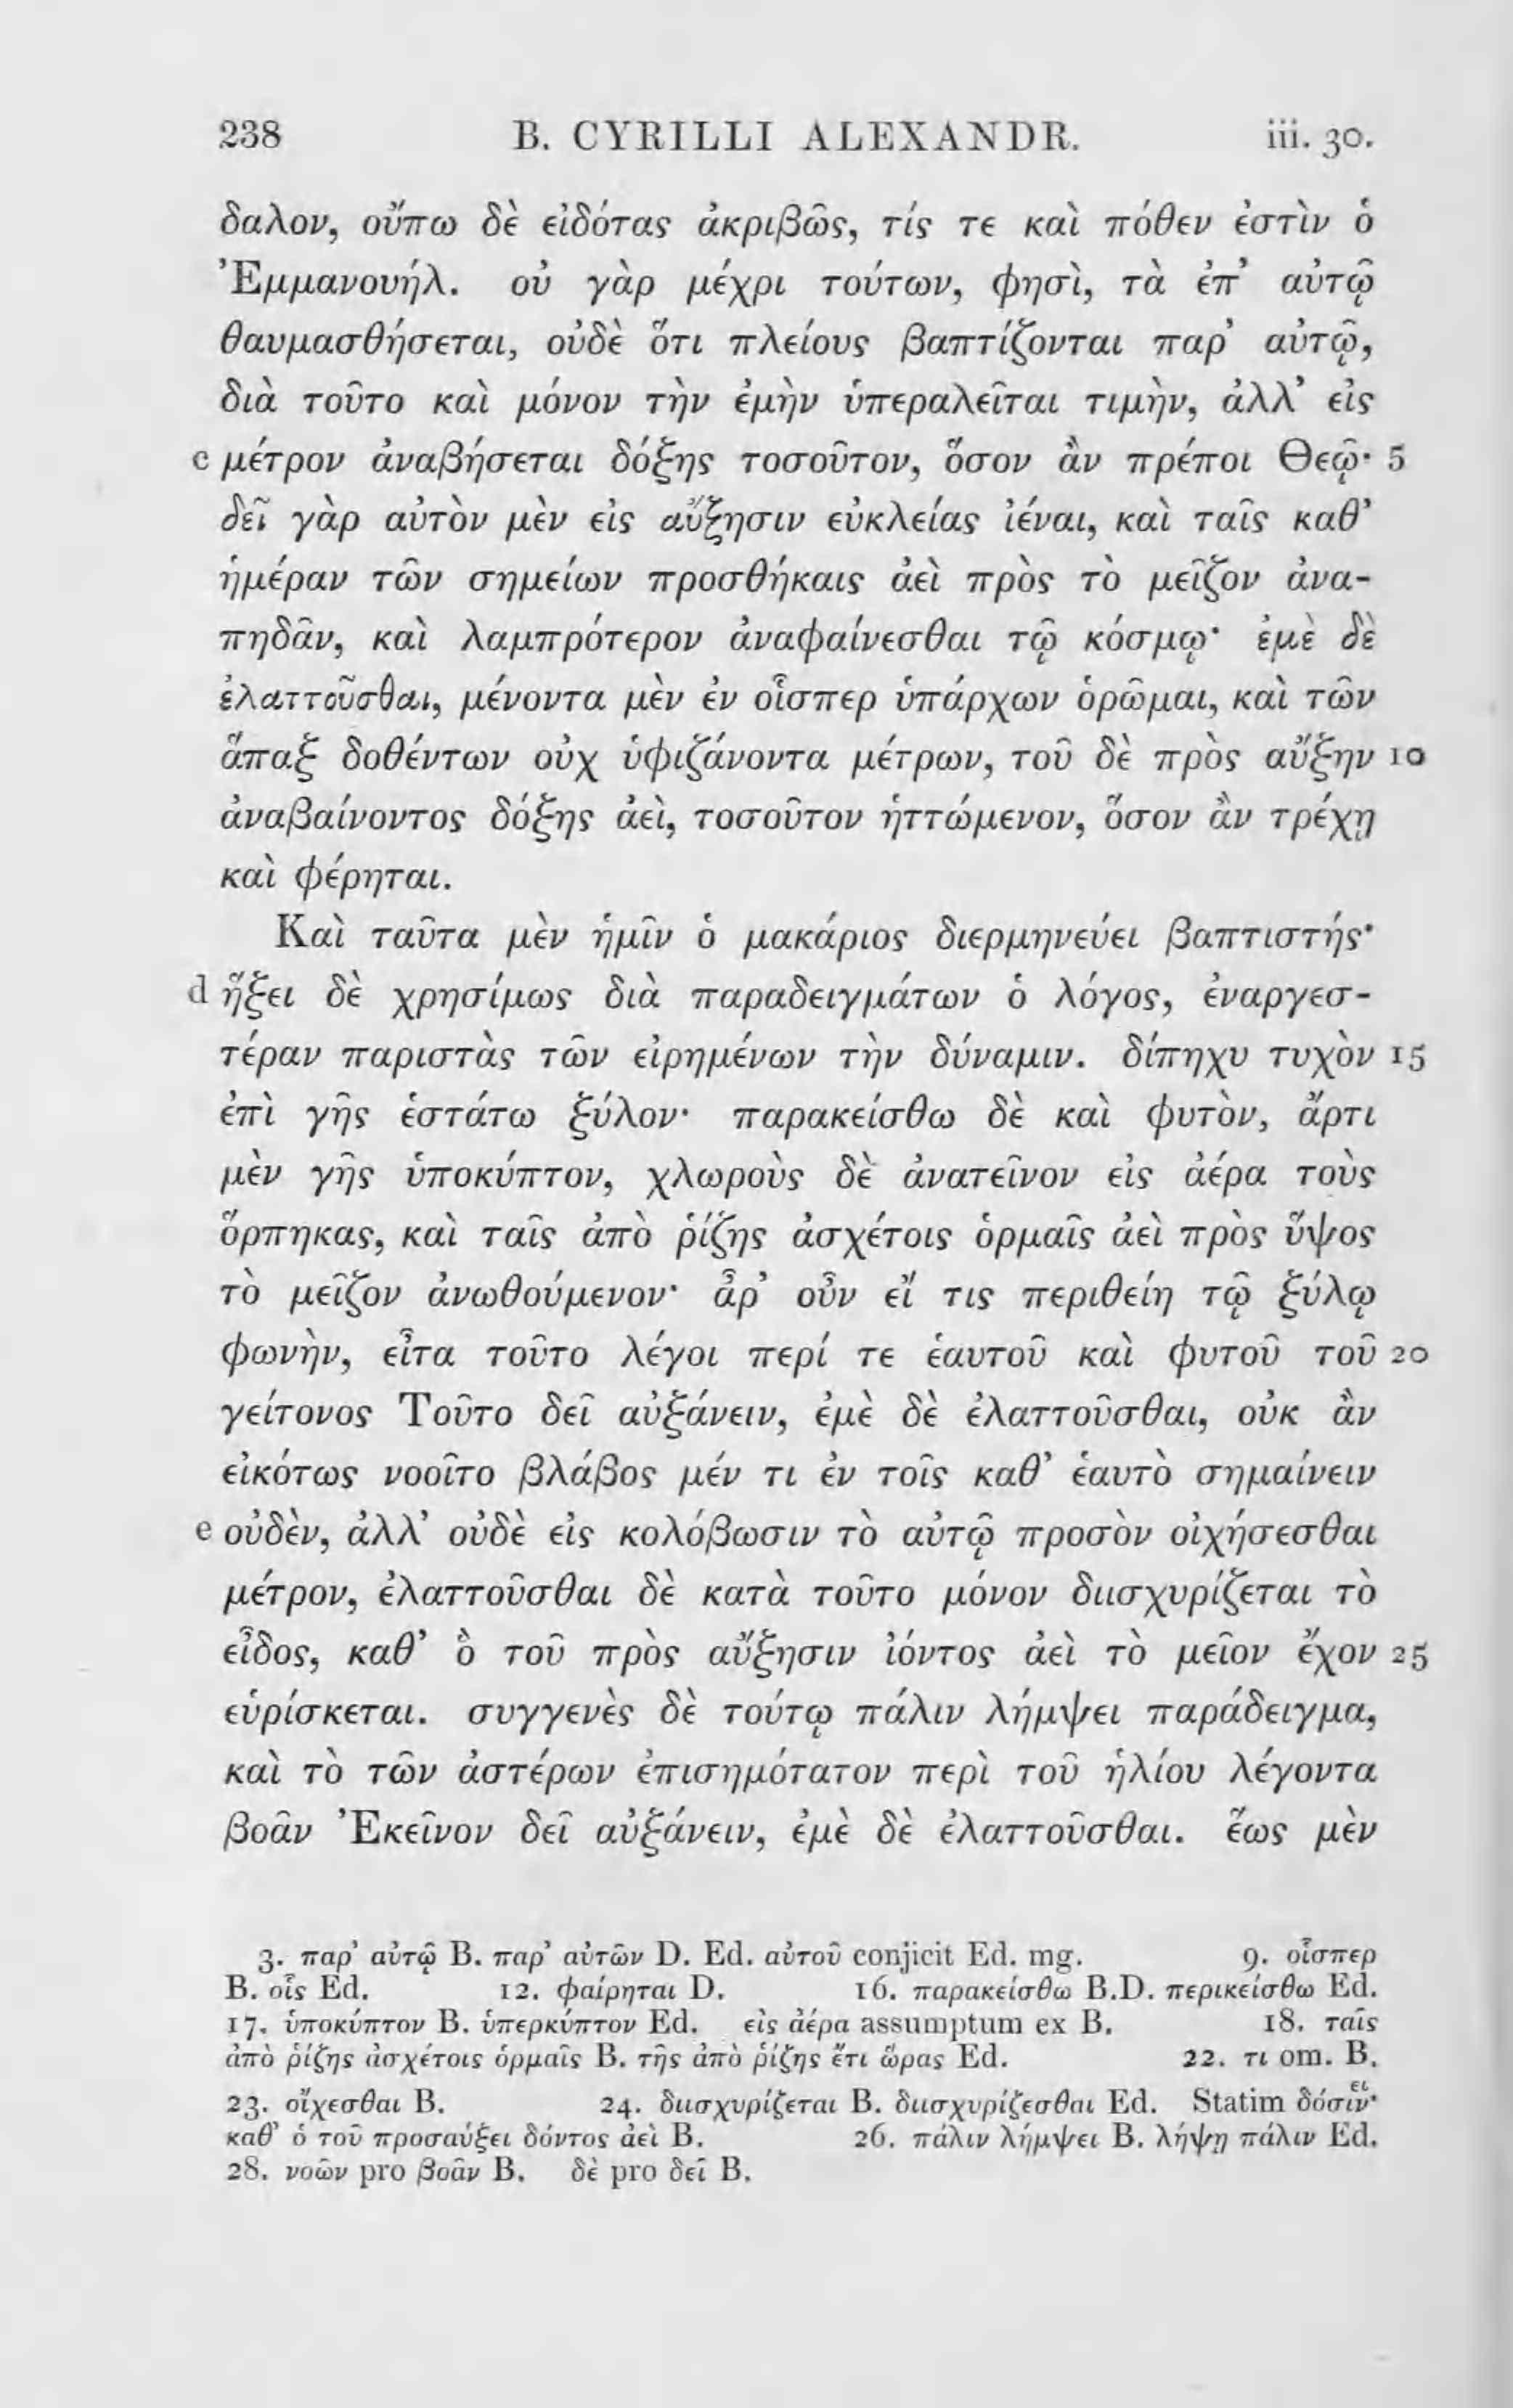 238 B. CYRILLI ALEXANDR. iii. 30.
δαλον, οὔπω δὲ εἰδότας ἀκριβῶς, τίς τε καὶ πόθεν ἐστὶν ὁ
Ἐμμανουήλ. οὐ γὰρ μέχρι τούτων, φησὶ, τὰ ἐπ’ αὐτῷ
θαυμασθήσεται, οὐδὲ ὅτι πλείους βαπτίζονται παρ’ αὐτῷ,
διὰ τοῦτο καὶ μόνον τὴν ἐμὴν ὑπεραλεῖται τιμὴν, ἀλλ’ εἰς
c μέτρον ἀναβήσεται δόξης τοσοῦτον, ὅσον ἂν πρέποι Θεῷ· 5
δεῖ γὰρ αὐτὸν μὲν εἰς αὔξησιν εὐκλείας ἰέναι, καὶ ταῖς καθ’
ἡμέραν τῶν σημείων προσθήκαις ἀεὶ πρὸς τὸ μεῖζον ἀνα-
πηδᾶν, καὶ λαμπρότερον ἀναφαίνεσθαι τῷ κόσμῳ· ἐμὲ δὲ
ἐλαττοῦσθαι, μένοντα μὲν ἐν οἷσπερ ὑπάρχων ὁρῶμαι, καὶ τῶν
ἅπαξ δοθέντων οὐχ ὑφιζάνοντα μέτρων, τοῦ δὲ πρὸς αὔξην 10
ἀναβαίνοντος δόξης ἀεὶ, τοσοῦτον ἡττώμενον, ὅσον ἂν τρέχῃ
καὶ φέρηται.
Καὶ ταῦτα μὲν ἡμῖν ὁ μακάριος διερμηνεύει βαπτιστής·
d ἥξει δὲ χρησίμως διὰ παραδειγμάτων ὁ λόγος, ἐναργεσ-
τέραν παριστὰς τῶν εἰρημένων τὴν δύναμιν. δίπηχυ τυχὸν 15
ἐπὶ γῆς ἑστάτω ξύλον· παρακείσθω δὲ καὶ φυτὸν, ἄρτι
μὲν γῆς ὑποκύπτον, χλωροὺς δὲ ἀνατεῖνον εἰς ἀέρα τοὺς
ὅρπηκας, καὶ ταῖς ἀπὸ ῥίζης ἀσχέτοις ὁρμαῖς ἀεὶ πρὸς ὕψος
τὸ μεῖζον ἀνωθούμενον· ἆρ’ οὖν εἴ τις περιθείη τῷ ξύλῳ
φωνὴν, εἶτα τοῦτο λέγοι περί τε ἑαυτοῦ καὶ φυτοῦ τοῦ 20
γείτονος Τοῦτο δεῖ αὐξάνειν, ἐμὲ δὲ ἐλαττοῦσθαι, οὐκ ἂν
εἰκότως νοοῖτο βλάβος μέν τι ἐν τοῖς καθ’ ἑαυτὸ σημαίνειν
e οὐδὲν, ἀλλ’ οὐδὲ εἰς κολόβωσιν τὸ αὐτῷ προσὸν οἰχήσεσθαι
μέτρον, ἐλαττοῦσθαι δὲ κατὰ τοῦτο μόνον διισχυρίζεται τὸ
εἶδος, καθ’ ὃ τοῦ πρὸς αὔξησιν ἰόντος ἀεὶ τὸ μεῖον ἔχον 25
εὑρίσκεται. συγγενὲς δὲ τούτῳ πάλιν λήμψει παράδειγμα,
καὶ τὸ τῶν ἀστέρων ἐπισημότατον περὶ τοῦ ἡλίου λέγοντα
βοᾶν Ἐκεῖνον δεῖ αὐξάνειν, ἐμὲ δὲ ἐλαττοῦσθαι. ἕως μὲν
3. παρ’ αὐτῷ B. παρ’ αὐτῶν D. Ed. αὐτοῦ conjicit Ed. mg. 9. οἷσπερ
B. οἷς Ed. 12. φαίρηται D. 16. παρακείσθω B.D. περικείσθω Ed.
17. ὑποκύπτον B. ὑπερκύπτον Ed. εἰς ἀέρα assumptum ex B. 18. ταῖς
ἀπὸ ῥίζης ἀσχέτοις ὁρμαῖς B. τῆς ἀπὸ ῥίζης ἔτι ὥρας Ed. 22. τι om. B.
23. οἴχεσθαι B. 24. διισχυρίζεται B. διισχυρίζεσθαι Ed. Statim δόσιν<sup>ει</sup>·
καθ’ ὁ τοῦ προσαύξει δόντος ἀεὶ B. 26. πάλιν λήμψει B. λήψῃ πάλιν Ed.
28. νοῶν pro βοᾶν B. δὲ pro δεῖ B.